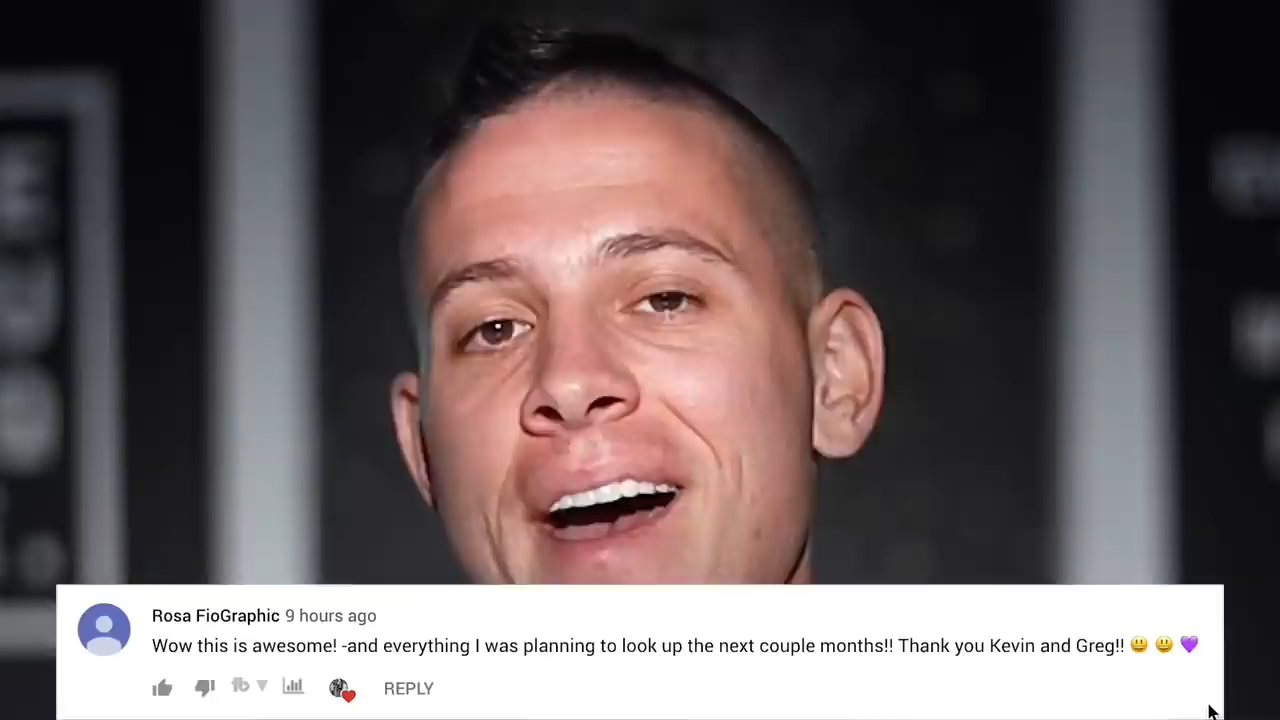 Rosa FioGraphic 9 hours ago
Wow this is awesome! -and everything I was planning to look up the next couple months!! Thank you Kevin and Greg!! 😃 😃 💜
REPLY